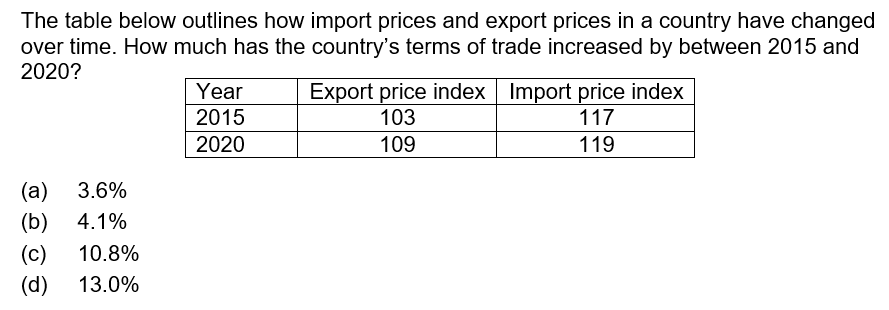 The table below outlines how import prices and export prices in a country have changed
over time. How much has the country's terms of trade increased by between 2015 and
2020?
Year Export price index Import price index
2015 103 117
2020 109 119
(a) 3.6%
(b) 4.1%
(c) 10.8%
(d) 13.0%